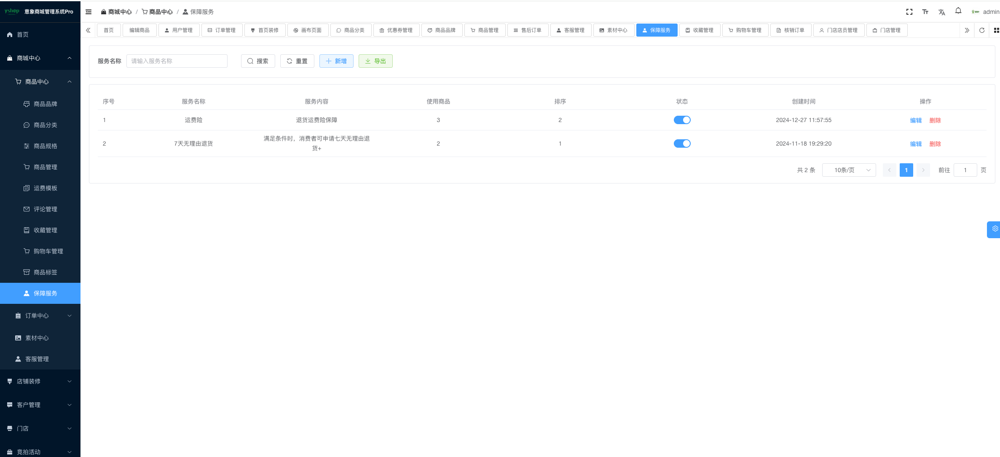 yshop 意象商城管理系统Pro
商城中心 / 商品中心 / 保障服务
admin
首页 编辑商品 用户管理 订单管理 首页装修 画布页面 商品分类 优惠券管理 商品品牌 商品管理 售后订单 客服管理 素材中心 保障服务 收藏管理 购物车管理 核销订单 门店店员管理 门店管理
首页
商城中心
商品中心
商品品牌
商品分类
商品规格
商品管理
运费模板
评论管理
收藏管理
购物车管理
商品标签
保障服务
订单中心
素材中心
客服管理
店铺装修
客户管理
门店
竞拍活动
服务名称 请输入服务名称 搜索 重置 新增 导出
序号 服务名称 服务内容 使用商品 排序 状态 创建时间 操作
1 运费险 退货运费险保障 3 2 2024-12-27 11:57:55 编辑 删除
2 7天无理由退货 满足条件时，消费者可申请七天无理由退
货+ 2 1 2024-11-18 19:29:20 编辑 删除
共 2 条 10条/页 1 前往 1 页